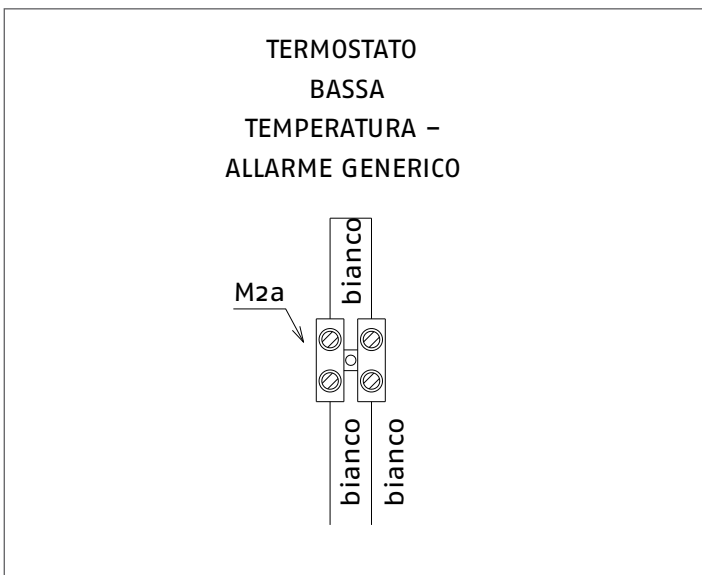 TERMOSTATO
BASSA
TEMPERATURA –
ALLARME GENERICO
bianco
M2a
bianco
bianco